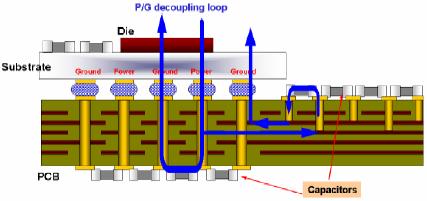 P/G decoupling loop
Die
Substrate
Ground Power Ground Power Ground
PCB
Capacitors